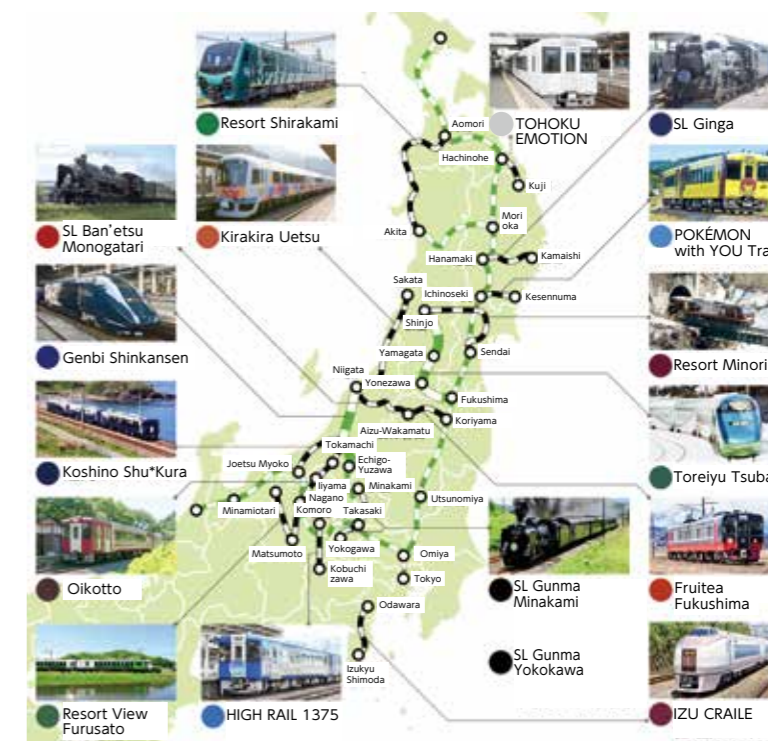 Resort Shirakami
TOHOKU
EMOTION
SL Ginga
SL Ban'etsu
Monogatari
Kirakira Uetsu
POKÉMON
with YOU Tra
Genbi Shinkansen
Resort Minori
Koshino Shu*Kura
Toreiyu Tsuba
Oikotto
SL Gunma
Minakami
Fruitea
Fukushima
SL Gunma
Yokokawa
Resort View
Furusato
HIGH RAIL 1375
IZU CRAILE
Aomori
Hachinohe
Kuji
Mori
oka
Akita
Hanamaki
Kamaishi
Sakata
Ichinoseki
Kesennuma
Shinjo
Yamagata
Sendai
Niigata
Yonezawa
Fukushima
Koriyama
Aizu-Wakamatu
Tokamachi
Joetsu Myoko
Echigo-
Yuzawa
Iiyama
Minakami
Nagano
Utsunomiya
Minamiotari
Komoro
Takasaki
Matsumoto
Yokogawa
Omiya
Kobuchi
zawa
Tokyo
Odawara
Izukyu
Shimoda